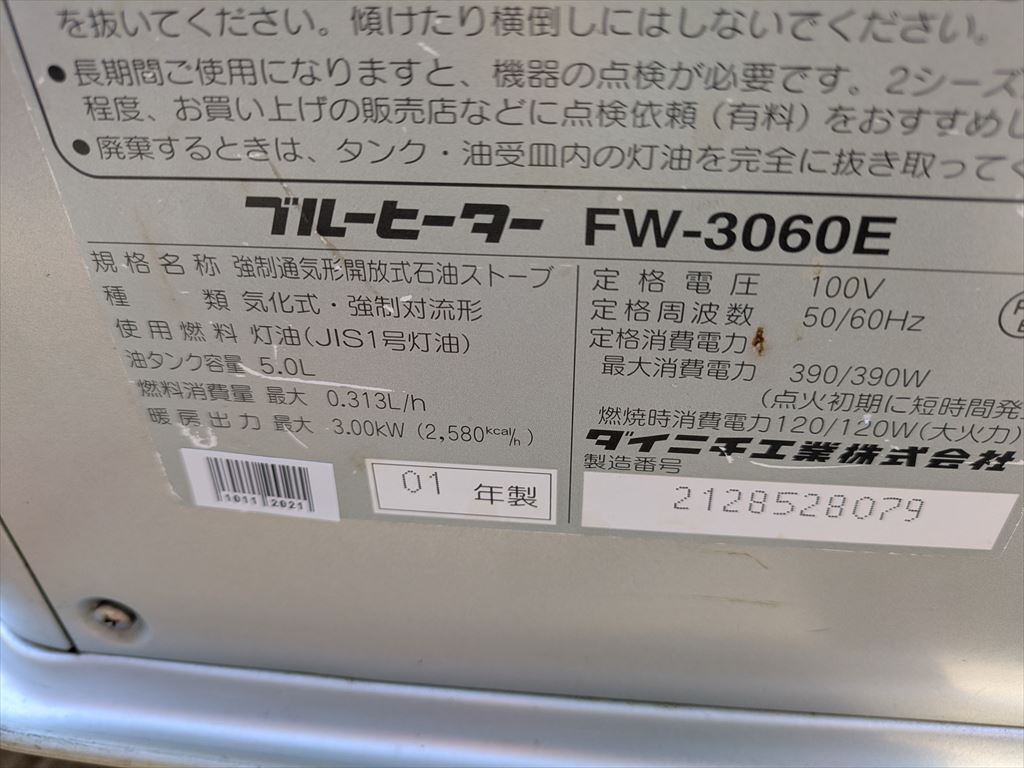 を抜いてください。傾けたり横倒しにはしないでください。
●長期間ご使用になりますと、機器の点検が必要です。2シーズ
程度、お買い上げの販売店などに点検依頼(有料)をおすすめし
●廃棄するときは、タンク・油受皿内の灯油を完全に抜き取ってく
ブルーヒーター FW-3060E
規格名称 強制通気形開放式石油ストーブ
種類 気化式・強制対流形
使用燃料 灯油(JIS1号灯油)
油タンク容量 5.0L
燃料消費量 最大 0.313L/h
暖房出力 最大 3.00kW (2,580kcal/h)
1011 2021
01 年製
定格電圧 100V
定格周波数 50/60Hz
定格消費電力
最大消費電力 390/390W
(点火初期に短時間発
燃焼時消費電力120/120W(大火力)
ダイニチ工業株式会社
製造番号
2128528079